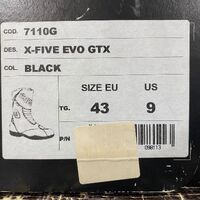 COD. 7110G
DES. X-FIVE EVO GTX
COL. BLACK
SIZE EU US
TG. 43 9
P/N